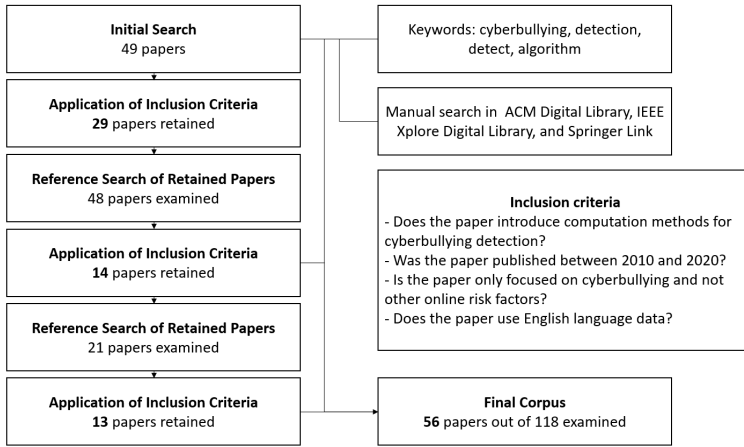 Initial Search
49 papers
Application of Inclusion Criteria
29 papers retained
Reference Search of Retained Papers
48 papers examined
Application of Inclusion Criteria
14 papers retained
Reference Search of Retained Papers
21 papers examined
Application of Inclusion Criteria
13 papers retained
Keywords: cyberbullying, detection,
detect, algorithm
Manual search in ACM Digital Library, IEEE
Xplore Digital Library, and Springer Link
Inclusion criteria
- Does the paper introduce computation methods for
cyberbullying detection?
- Was the paper published between 2010 and 2020?
- Is the paper only focused on cyberbullying and not
other online risk factors?
- Does the paper use English language data?
Final Corpus
56 papers out of 118 examined